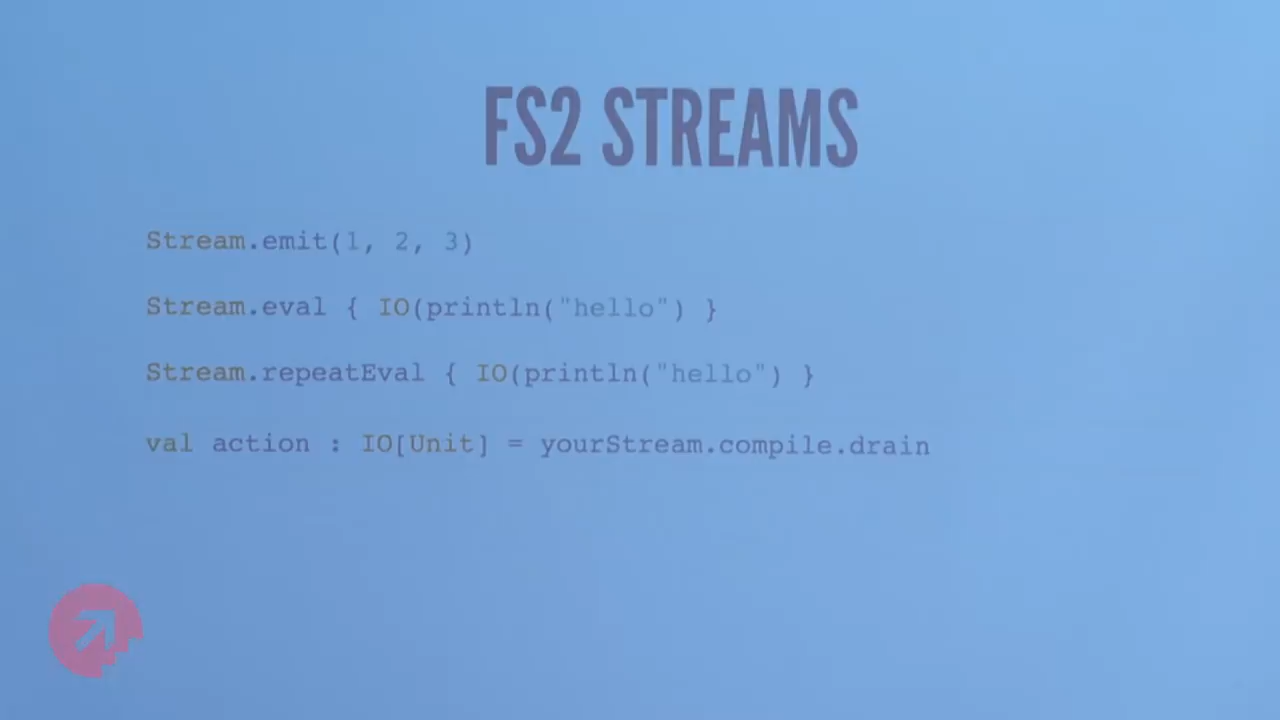 FS2 STREAMS
Stream.emit(1, 2, 3)
Stream.eval { IO(println("hello") }
Stream.repeatEval { IO(println("hello") }
val action : IO[Unit] = yourStream.compile.drain